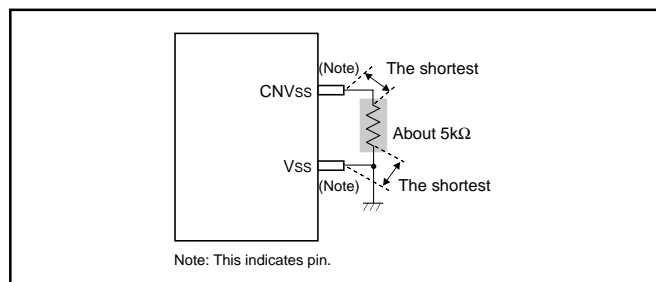 (Note)
The shortest
CNVSS
About 5kΩ
VSS
(Note)
The shortest
Note: This indicates pin.